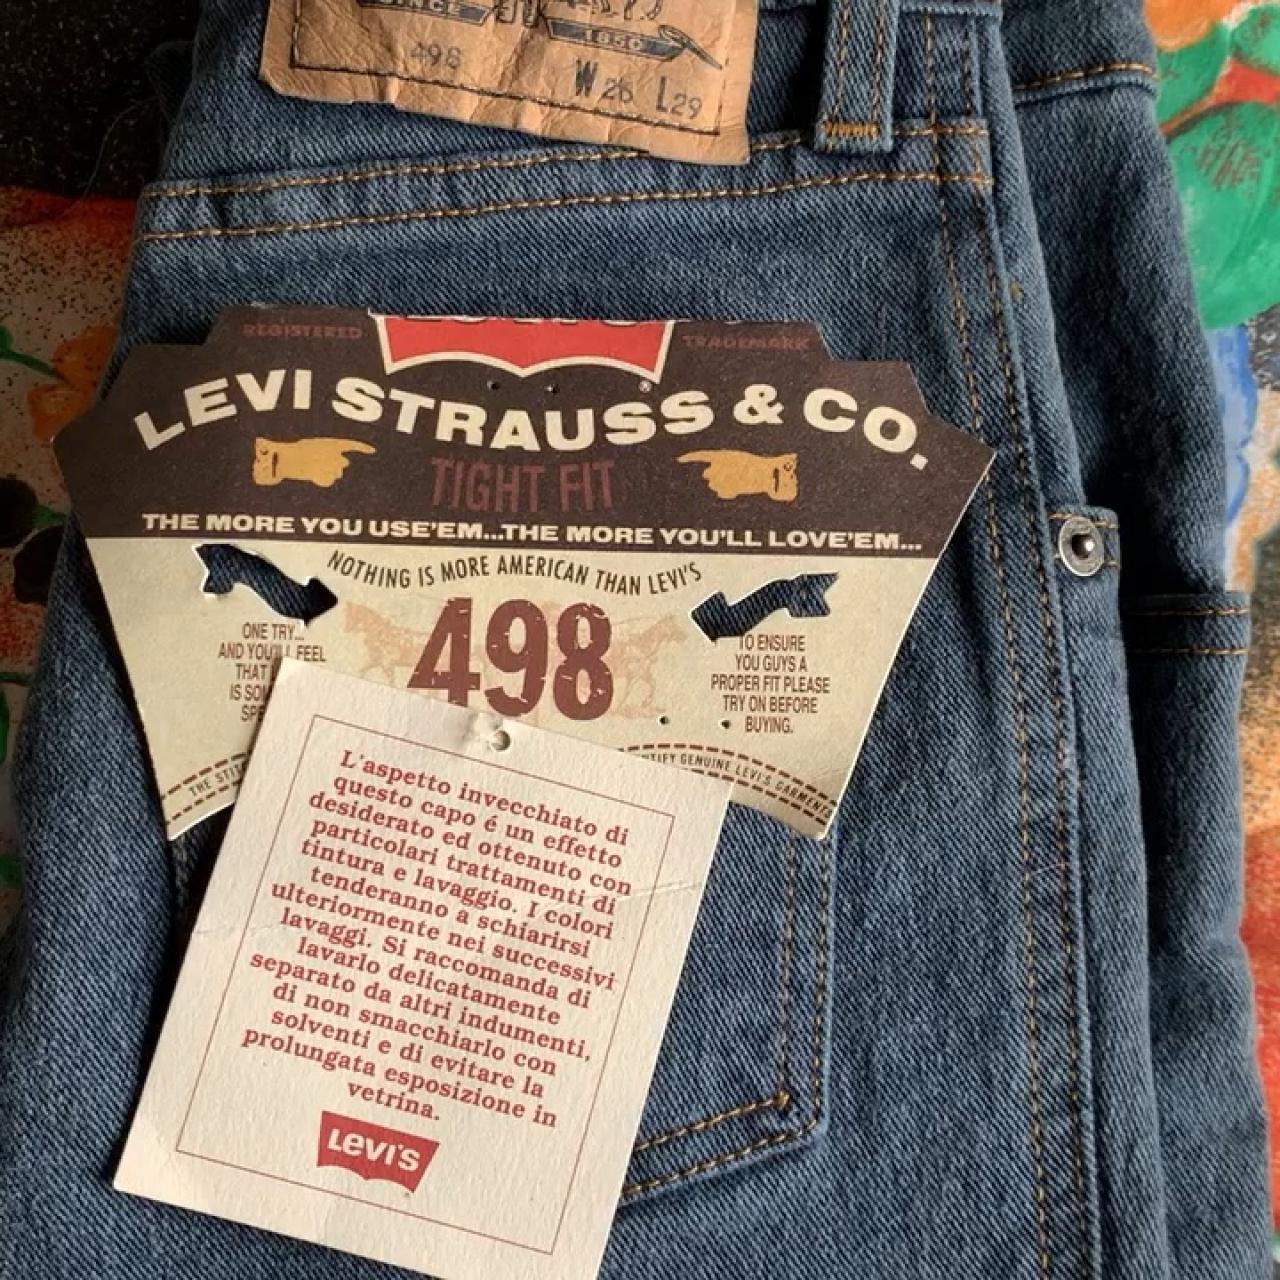 SINCE 1850
498 W 26 L 29
REGISTERED TRADEMARK
LEVI STRAUSS & CO.
TIGHT FIT
THE MORE YOU USE'EM...THE MORE YOU'LL LOVE'EM...
NOTHING IS MORE AMERICAN THAN LEVI'S
498
ONE TRY...
AND YOU'LL FEEL
THAT
IS
TO ENSURE
YOU GUYS A
PROPER FIT PLEASE
TRY ON BEFORE
BUYING.
THE
GENUINE LEVI'S
L'aspetto invecchiato di
questo capo é un effetto
desiderato ed ottenuto con
particolari trattamenti di
tintura e lavaggio. I colori
tenderanno a schiarirsi
ulteriormente nei successivi
lavaggi. Si raccomanda di
lavarlo delicatamente
separato da altri indumenti,
di non smacchiarlo con
solventi e di evitare la
prolungata esposizione in
vetrina.
LEVI'S